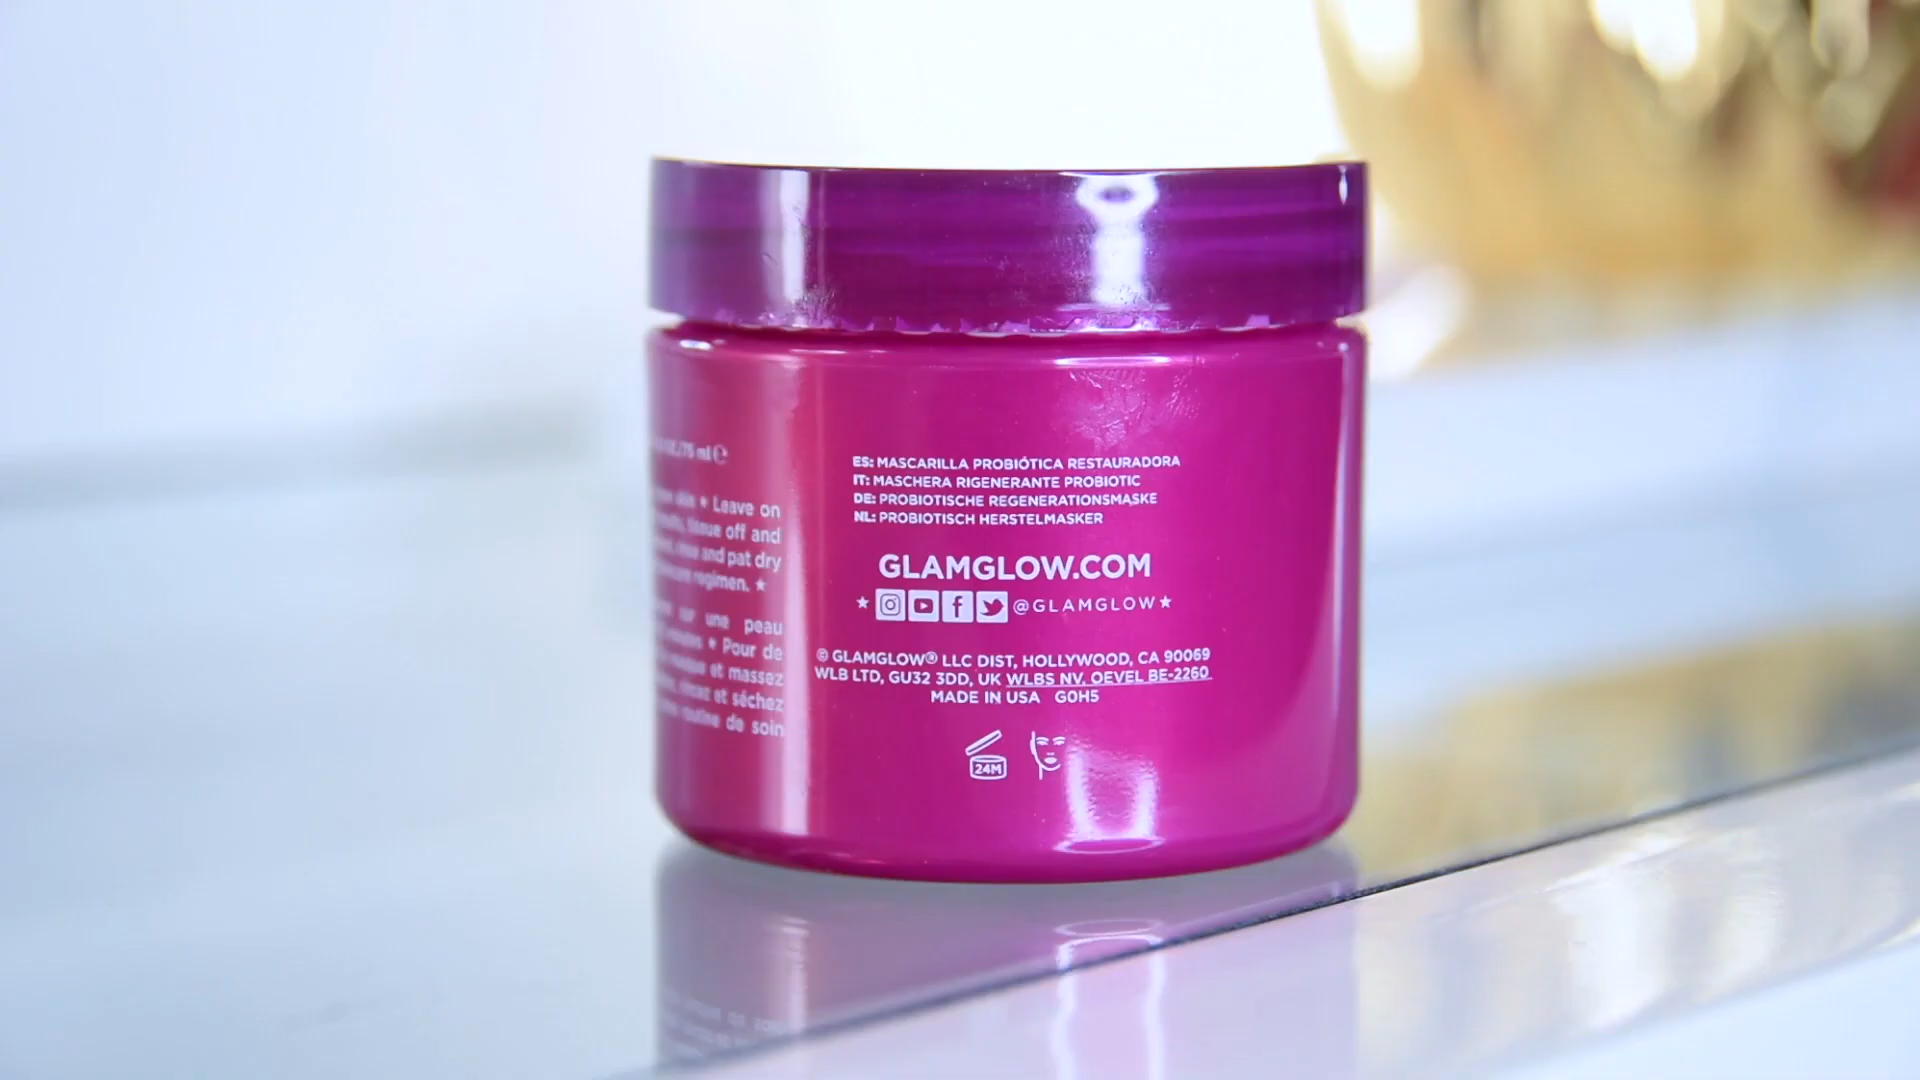 /75 ml ℮
skin ★ Leave on
tissue off and
and pat dry
regimen. ★
sur une peau
★ Pour de
et massez
et séchez
routine de soin
ES: MASCARILLA PROBIÓTICA RESTAURADORA
IT: MASCHERA RIGENERANTE PROBIOTIC
DE: PROBIOTISCHE REGENERATIONSMASKE
NL: PROBIOTISCH HERSTELMASKER
GLAMGLOW.COM
★ @GLAMGLOW ★
© GLAMGLOW® LLC DIST, HOLLYWOOD, CA 90069
WLB LTD, GU32 3DD, UK WLBS NV, OEVEL BE-2260
MADE IN USA G0H5
24M